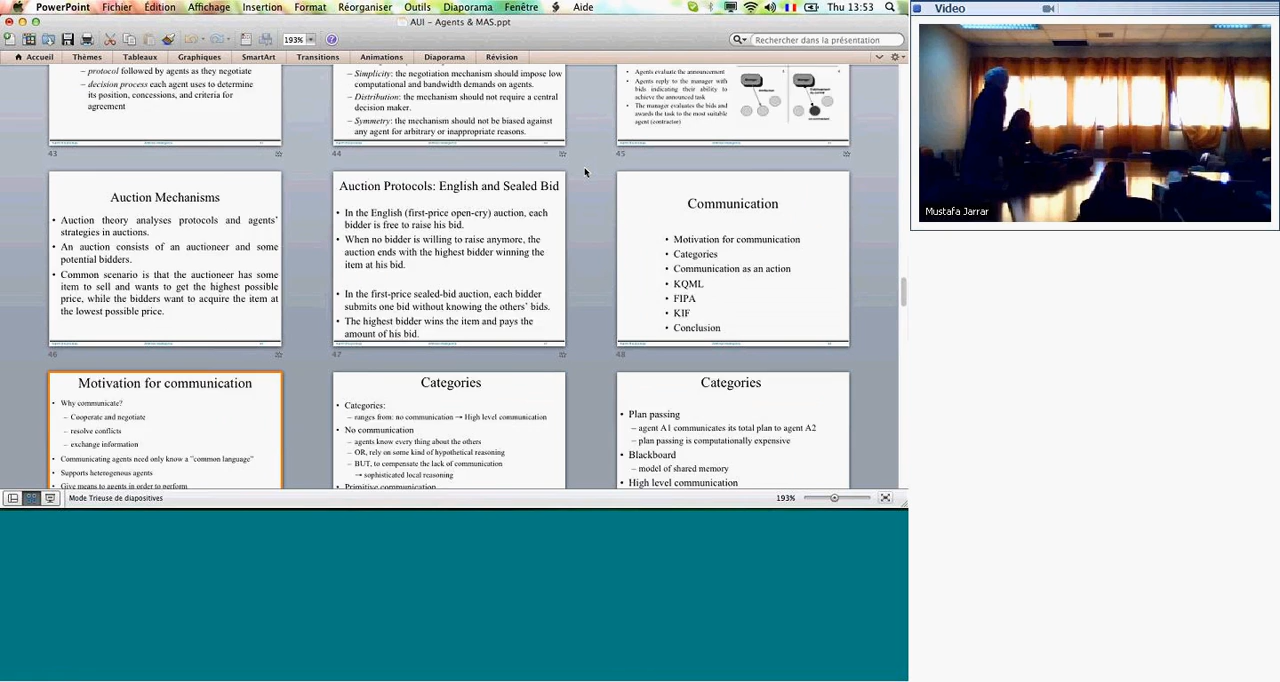 PowerPoint Fichier Édition Affichage Insertion Format Réorganiser Outils Diaporama Fenêtre Aide Thu 13:53
AUI - Agents & MAS.ppt
193% Rechercher dans la présentation
Accueil Thèmes Tableaux Graphiques SmartArt Transitions Animations Diaporama Révision
– protocol followed by agents as they negotiate
– decision process each agent uses to determine
its position, concessions, and criteria for
agreement
43
– Simplicity: the negotiation mechanism should impose low
computational and bandwidth demands on agents.
– Distribution: the mechanism should not require a central
decision maker.
– Symmetry: the mechanism should not be biased against
any agent for arbitrary or inappropriate reasons.
44
• Agents evaluate the announcement
• Agents reply to the manager with
bids indicating their ability to
achieve the announced task
• The manager evaluates the bids and
awards the task to the most suitable
agent (contractor)
45
Auction Mechanisms
• Auction theory analyses protocols and agents'
strategies in auctions.
• An auction consists of an auctioneer and some
potential bidders.
• Common scenario is that the auctioneer has some
item to sell and wants to get the highest possible
price, while the bidders want to acquire the item at
the lowest possible price.
46
Auction Protocols: English and Sealed Bid
• In the English (first-price open-cry) auction, each
bidder is free to raise his bid.
• When no bidder is willing to raise anymore, the
auction ends with the highest bidder winning the
item at his bid.
• In the first-price sealed-bid auction, each bidder
submits one bid without knowing the others' bids.
• The highest bidder wins the item and pays the
amount of his bid.
47
Communication
• Motivation for communication
• Categories
• Communication as an action
• KQML
• FIPA
• KIF
• Conclusion
48
Motivation for communication
• Why communicate?
– Cooperate and negotiate
– resolve conflicts
– exchange information
• Communicating agents need only know a "common language"
• Supports heterogenous agents
• Give means to agents in order to perform
Categories
• Categories:
– ranges from: no communication → High level communication
• No communication
– agents know every thing about the others
– OR, rely on some kind of hypothetical reasoning
– BUT, to compensate the lack of communication
→ sophisticated local reasoning
• Primitive communication
Categories
• Plan passing
– agent A1 communicates its total plan to agent A2
– plan passing is computationally expensive
• Blackboard
– model of shared memory
• High level communication
Mode Trieuse de diapositives 193%
Video
Mustafa Jarrar